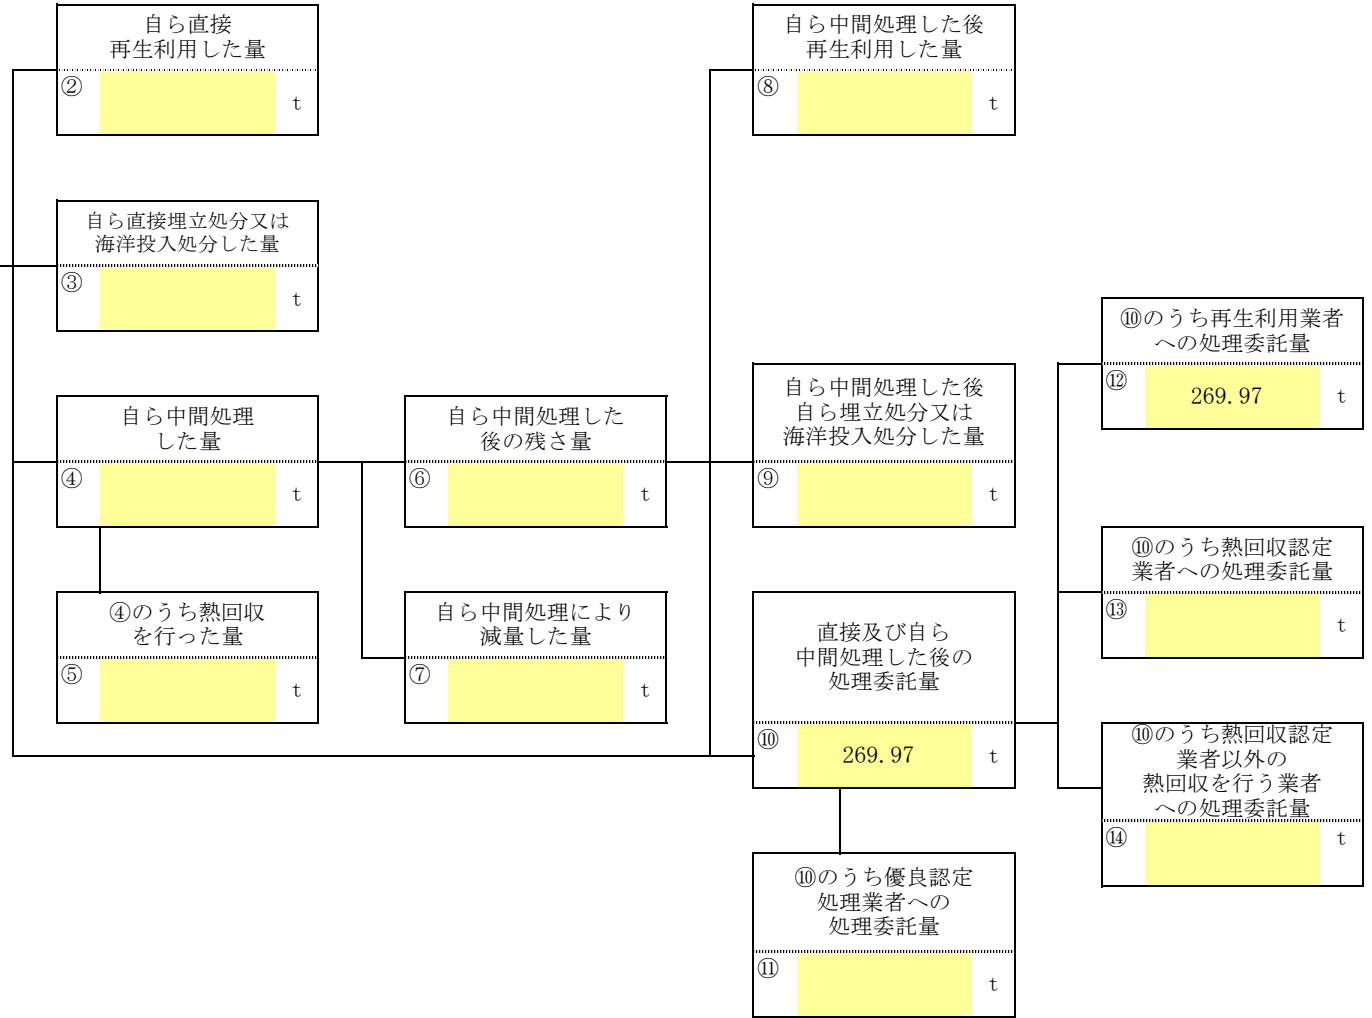 自ら直接
再生利用した量
②
t
自ら中間処理した後
再生利用した量
⑧
t
自ら直接埋立処分又は
海洋投入処分した量
③
t
⑩のうち再生利用業者
への処理委託量
⑫
269.97 t
自ら中間処理
した量
④
t
自ら中間処理した
後の残さ量
⑥
t
自ら中間処理した後
自ら埋立処分又は
海洋投入処分した量
⑨
t
⑩のうち熱回収認定
業者への処理委託量
⑬
t
④のうち熱回収
を行った量
⑤
t
自ら中間処理により
減量した量
⑦
t
直接及び自ら
中間処理した後の
処理委託量
⑩
269.97 t
⑩のうち熱回収認定
業者以外の
熱回収を行う業者
への処理委託量
⑭
t
⑩のうち優良認定
処理業者への
処理委託量
⑪
t